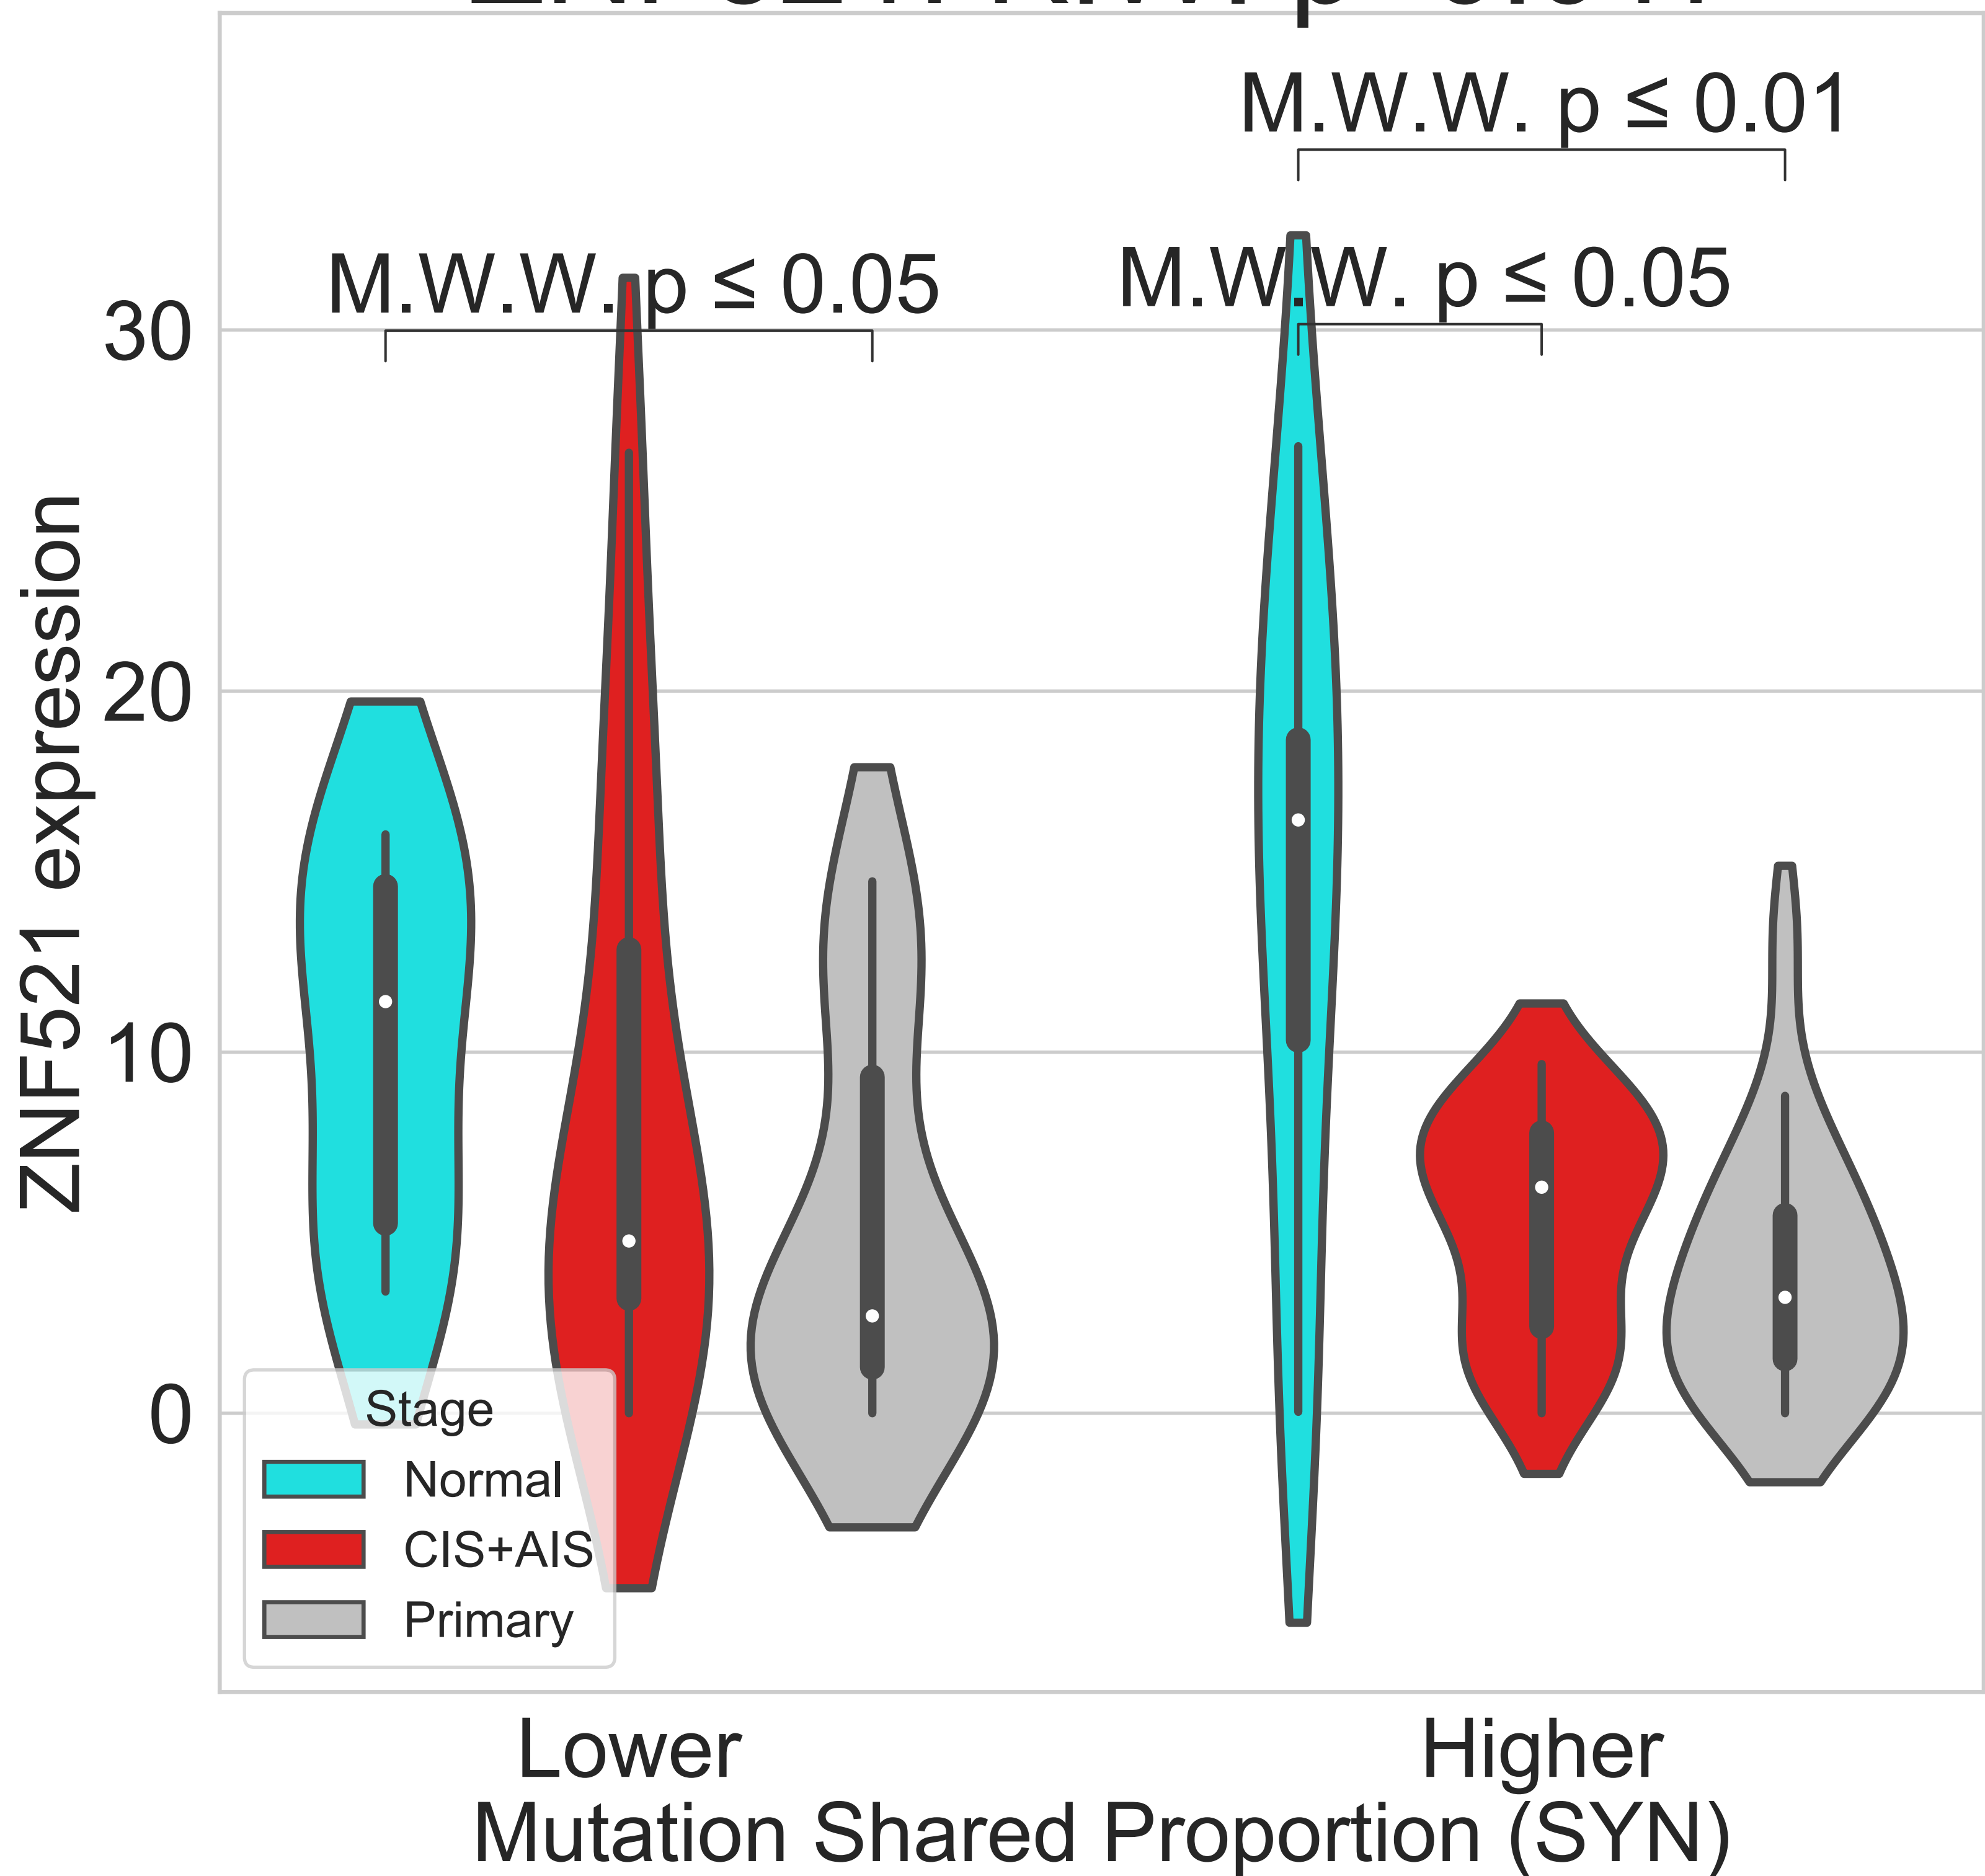 M.W.W. p ≤ 0.01
M.W.W. p ≤ 0.05
M.W.W. p ≤ 0.05
30
20
10
0
ZNF521 expression
Stage
Normal
CIS+AIS
Primary
Lower
Higher
Mutation Shared Proportion (SYN)